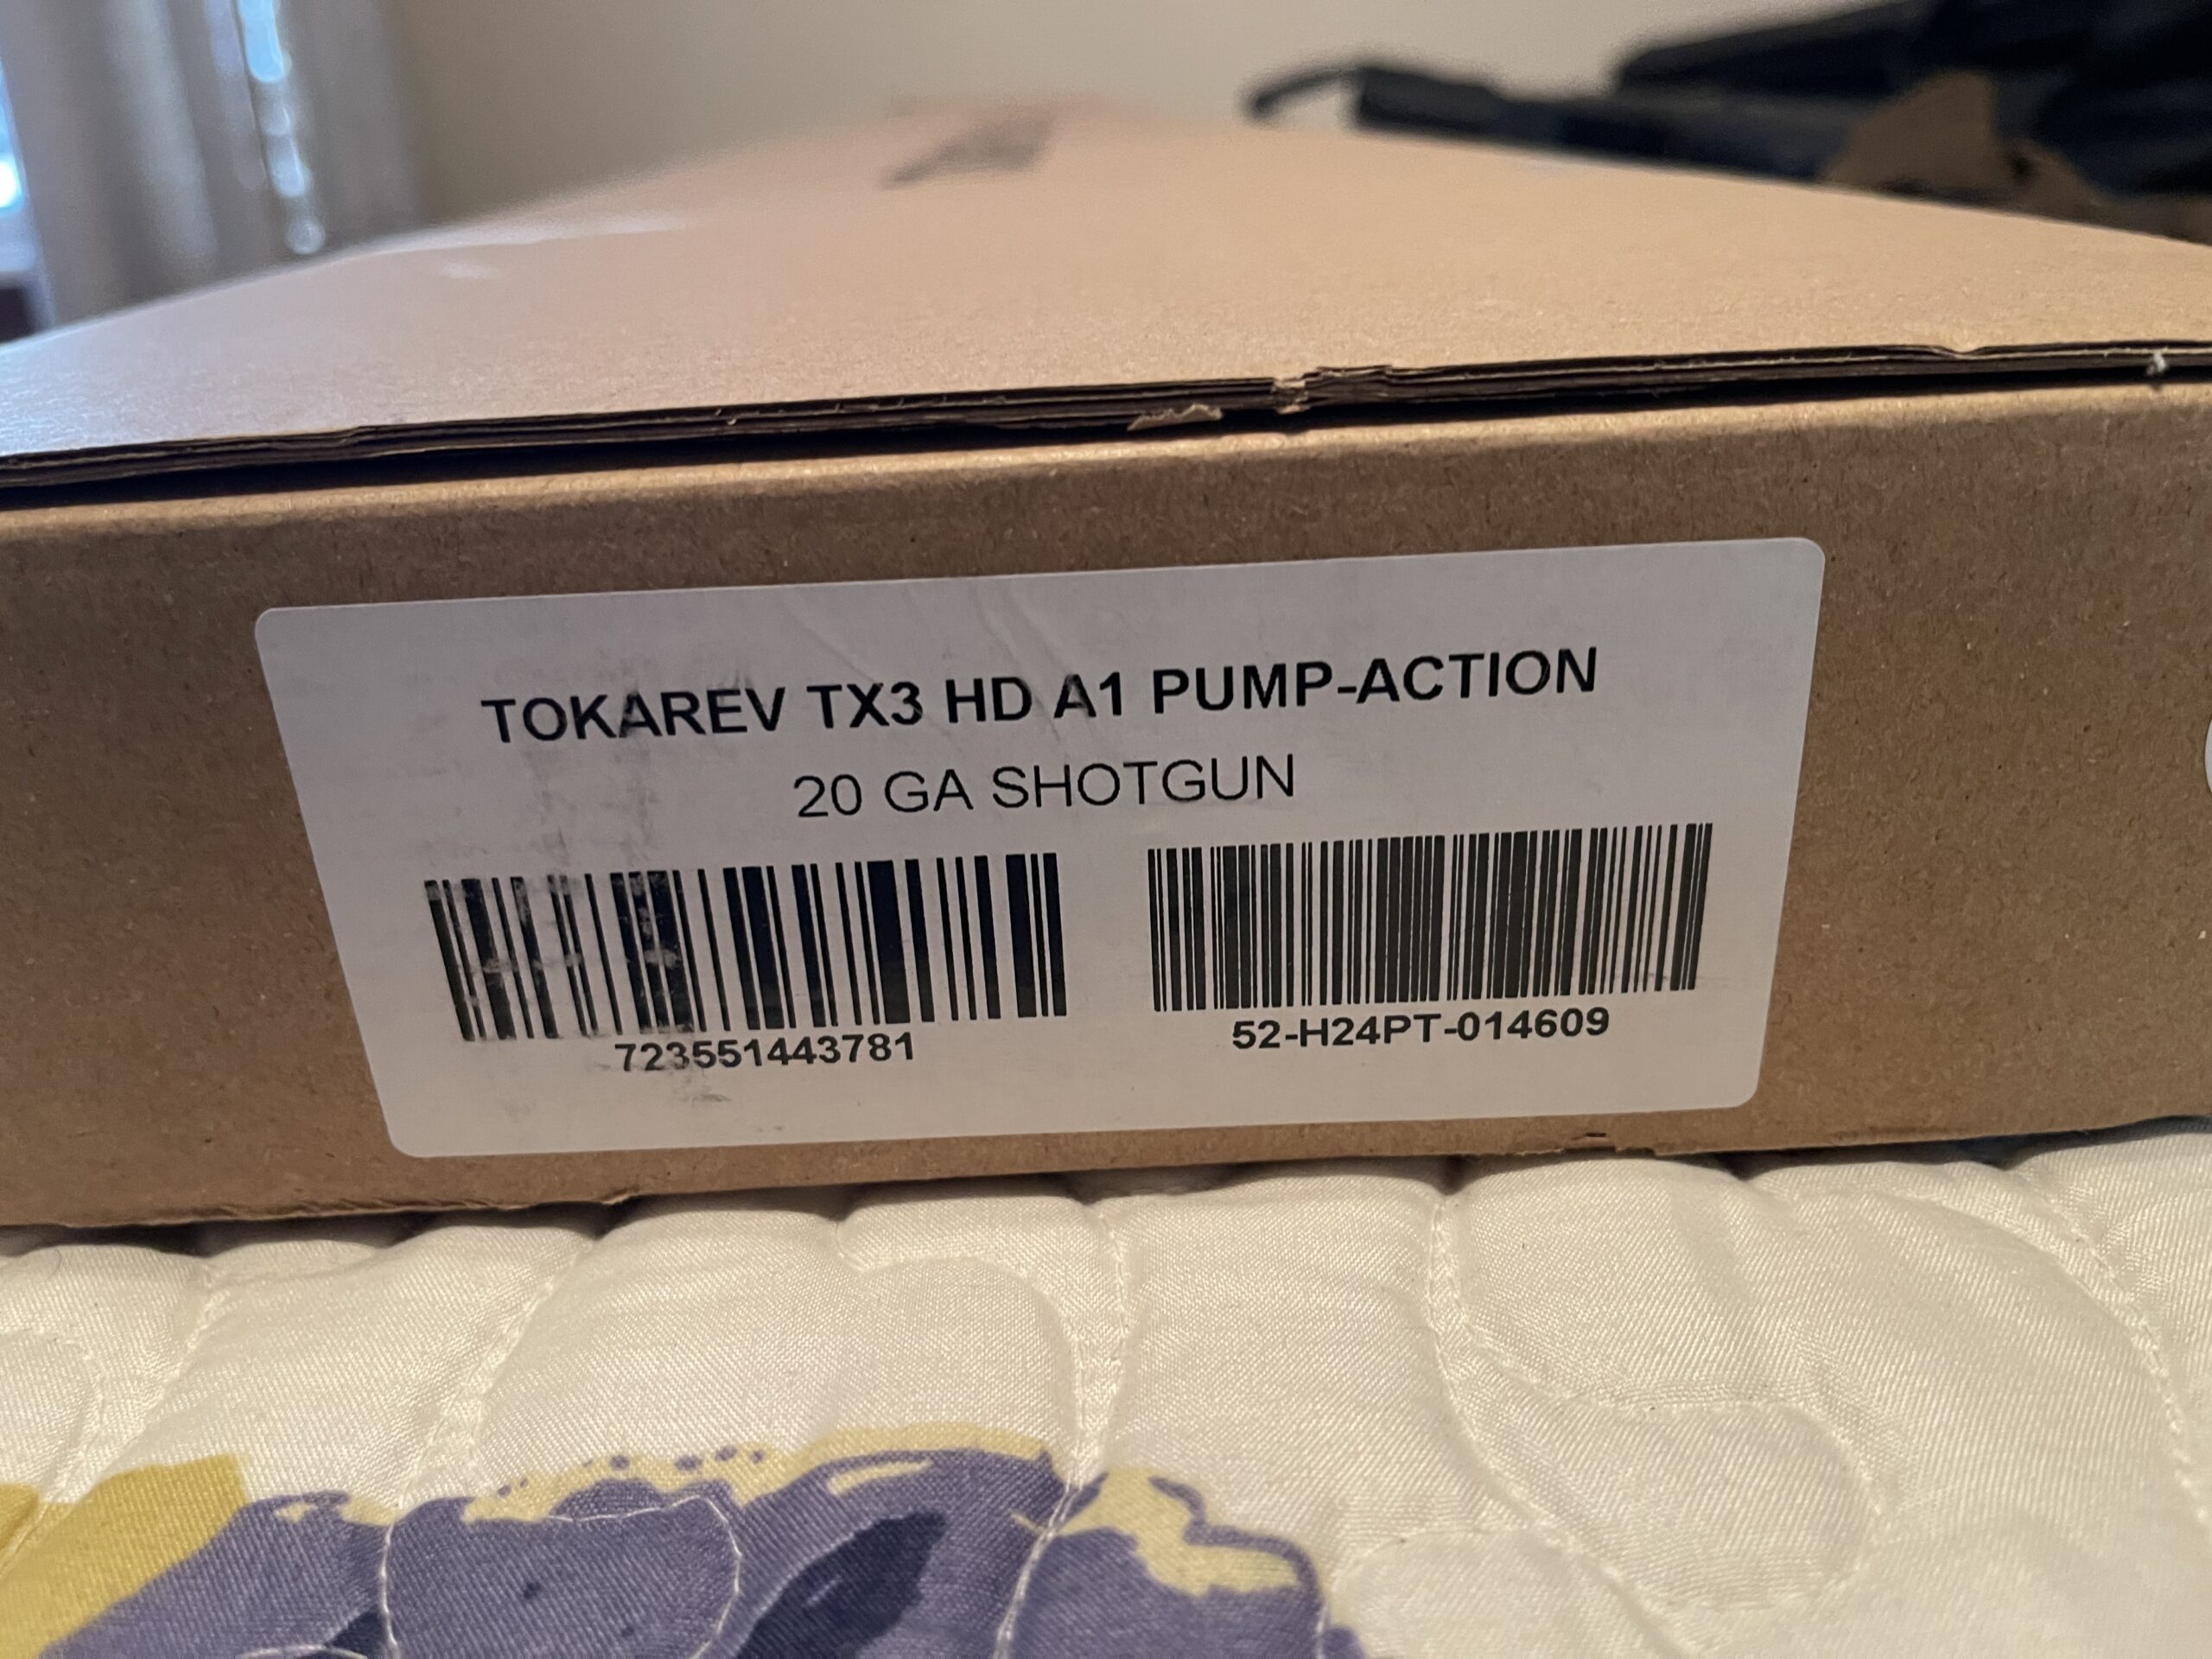 TOKAREV TX3 HD A1 PUMP-ACTION
20 GA SHOTGUN
723551443781
52-H24PT-014609